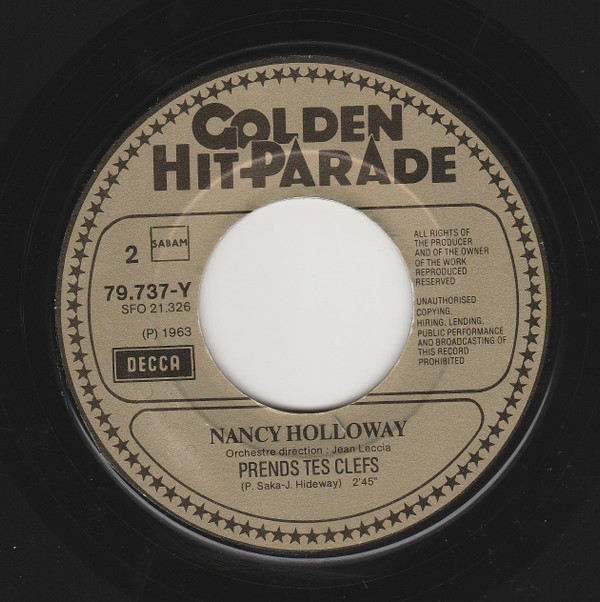 GOLDEN
HIT-PARADE
2
SABAM
79.737-Y
SFO 21.326
(P) 1963
DECCA
ALL RIGHTS OF
THE PRODUCER
AND OF THE OWNER
OF THE WORK
REPRODUCED
RESERVED
UNAUTHORISED
COPYING,
HIRING, LENDING,
PUBLIC PERFORMANCE
AND BROADCASTING OF
THIS RECORD
PROHIBITED
NANCY HOLLOWAY
Orchestre direction : Jean Leccia
PRENDS TES CLEFS
(P. Saka-J. Hideway) 2'45"